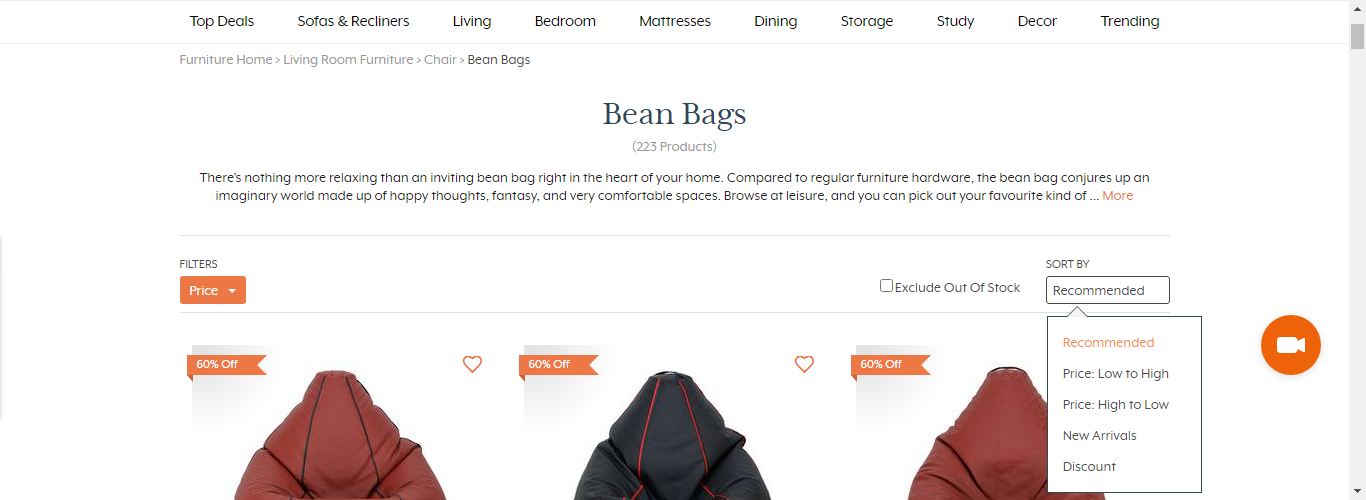 Top Deals Sofas & Recliners Living Bedroom Mattresses Dining Storage Study Decor Trending
Furniture Home > Living Room Furniture > Chair > Bean Bags
Bean Bags
(223 Products)
There's nothing more relaxing than an inviting bean bag right in the heart of your home. Compared to regular furniture hardware, the bean bag conjures up an
imaginary world made up of happy thoughts, fantasy, and very comfortable spaces. Browse at leisure, and you can pick out your favourite kind of ... More
FILTERS
Price
Exclude Out Of Stock
SORT BY
Recommended
Recommended
Price: Low to High
Price: High to Low
New Arrivals
Discount
60% Off
60% Off
60% Off